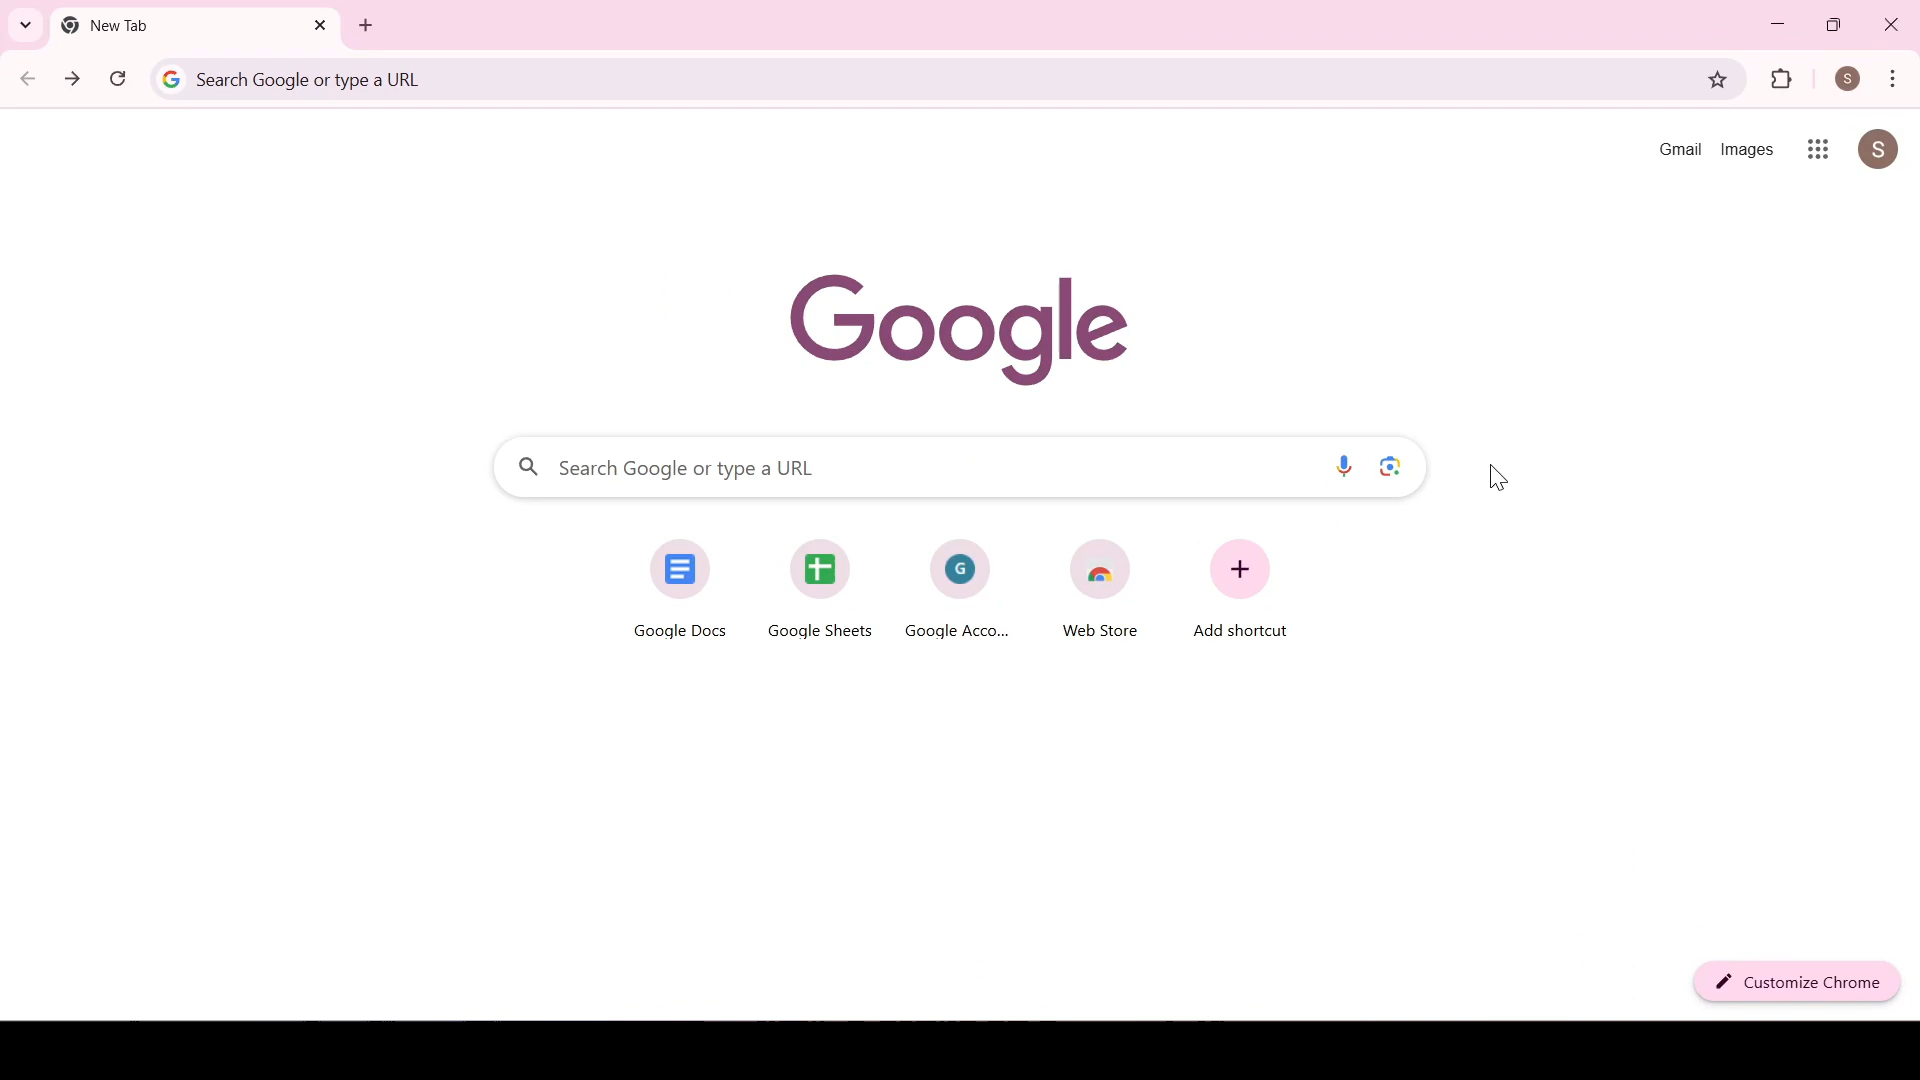 New Tab
Search Google or type a URL
S
Gmail Images S
Google
Search Google or type a URL
G
Google Docs Google Sheets Google Acco... Web Store Add shortcut
Customize Chrome